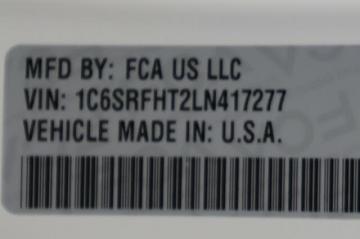 MFD BY: FCA US LLC
VIN: 1C6SRFHT2LN417277
VEHICLE MADE IN: U.S.A.